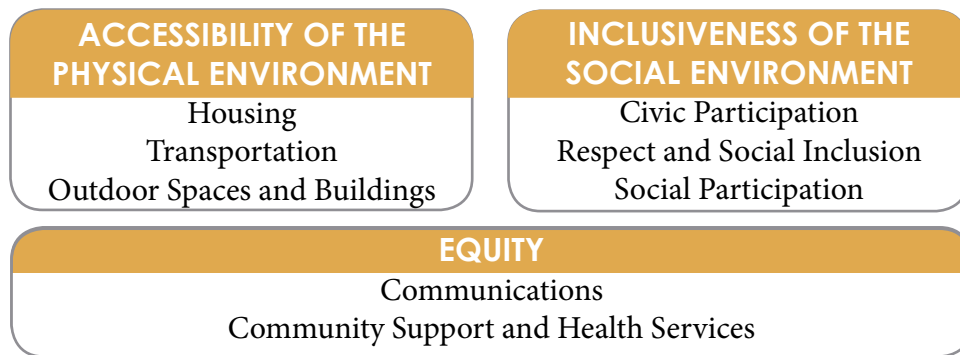 ACCESSIBILITY OF THE
PHYSICAL ENVIRONMENT
Housing
Transportation
Outdoor Spaces and Buildings
INCLUSIVENESS OF THE
SOCIAL ENVIRONMENT
Civic Participation
Respect and Social Inclusion
Social Participation
EQUITY
Communications
Community Support and Health Services